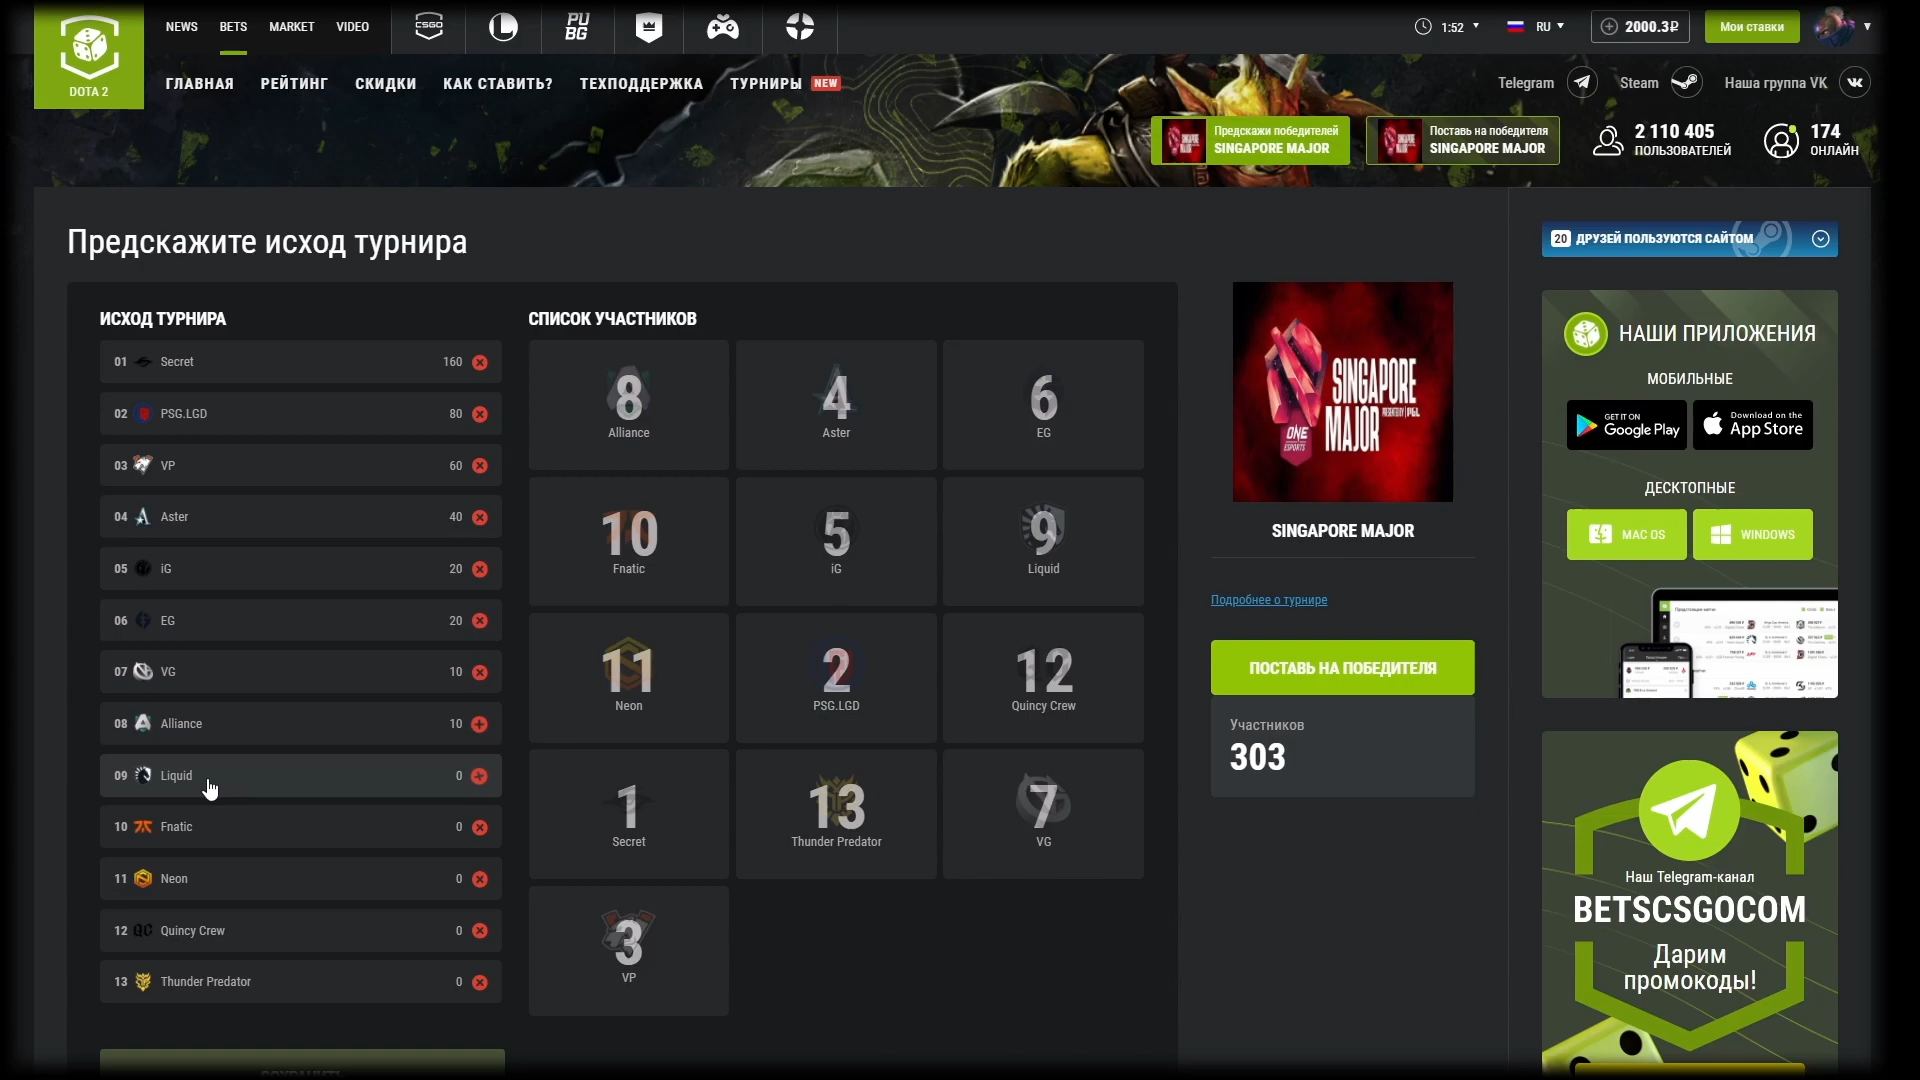 NEWS BETS MARKET VIDEO CSGO PU BG 1:52 RU 2000.3₽ Мои ставки
DOTA 2
ГЛАВНАЯ РЕЙТИНГ СКИДКИ КАК СТАВИТЬ? ТЕХПОДДЕРЖКА ТУРНИРЫ NEW Telegram Steam Наша группа VK
Предскажи победителей
SINGAPORE MAJOR
Поставь на победителя
SINGAPORE MAJOR
2 110 405
ПОЛЬЗОВАТЕЛЕЙ
174
ОНЛАЙН
Предскажите исход турнира
ИСХОД ТУРНИРА
01 Secret 160
02 PSG.LGD 80
03 VP 60
04 Aster 40
05 iG 20
06 EG 20
07 VG 10
08 Alliance 10
09 Liquid 0
10 Fnatic 0
11 Neon 0
12 QC Quincy Crew 0
13 Thunder Predator 0
СПИСОК УЧАСТНИКОВ
8
Alliance
4
Aster
6
EG
10
Fnatic
5
iG
9
Liquid
11
Neon
2
PSG.LGD
12
Quincy Crew
1
Secret
13
Thunder Predator
7
VG
3
VP
SINGAPORE
MAJOR
ONE
ESPORTS
SINGAPORE MAJOR
Подробнее о турнире
ПОСТАВЬ НА ПОБЕДИТЕЛЯ
Участников
303
20 ДРУЗЕЙ ПОЛЬЗУЮТСЯ САЙТОМ
НАШИ ПРИЛОЖЕНИЯ
МОБИЛЬНЫЕ
GET IT ON
Google Play
Download on the
App Store
ДЕСКТОПНЫЕ
MAC OS
WINDOWS
Наш Telegram-канал
BETSCSGOCOM
Дарим
промокоды!